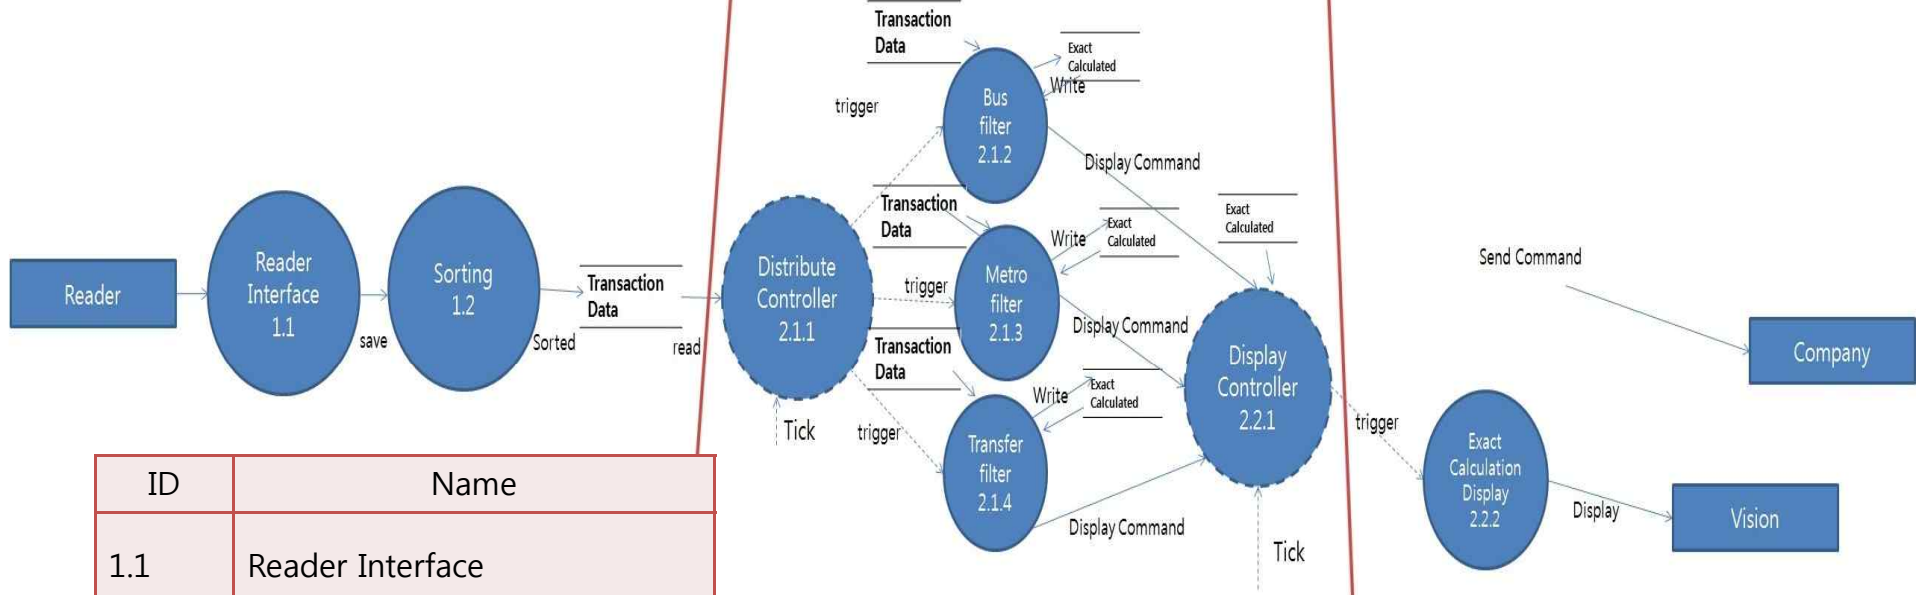 Reader
Reader
Interface
1.1
save
Sorting
1.2
Sorted
Transaction
Data
read
Distribute
Controller
2.1.1
Tick
trigger
trigger
trigger
Transaction
Data
Bus
filter
2.1.2
Exact
Calculated
Write
Display Command
Transaction
Data
Metro
filter
2.1.3
Write
Exact
Calculated
Display Command
Transaction
Data
Transfer
filter
2.1.4
Write
Exact
Calculated
Display Command
Exact
Calculated
Display
Controller
2.2.1
Tick
trigger
Exact
Calculation
Display
2.2.2
Display
Vision
Send Command
Company
ID Name
1.1 Reader Interface